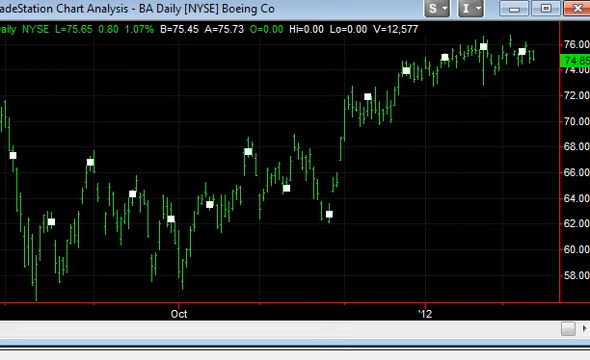 adeStation Chart Analysis - BA Daily [NYSE] Boeing Co
S
I
Daily NYSE L=75.65 0.80 1.07% B=75.45 A=75.73 O=0.00 Hi=0.00 Lo=0.00 V=12,577
76.00
74.85
74.00
72.00
70.00
68.00
66.00
64.00
62.00
60.00
58.00
Oct '12